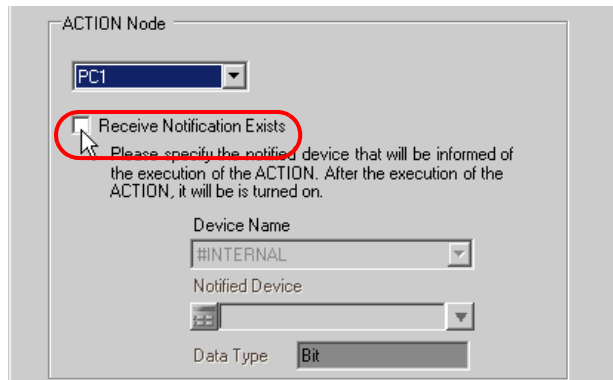 ACTION Node
PC1
Receive Notification Exists
Please specify the notified device that will be informed of
the execution of the ACTION. After the execution of the
ACTION, it will be is turned on.
Device Name
#INTERNAL
Notified Device
Data Type Bit